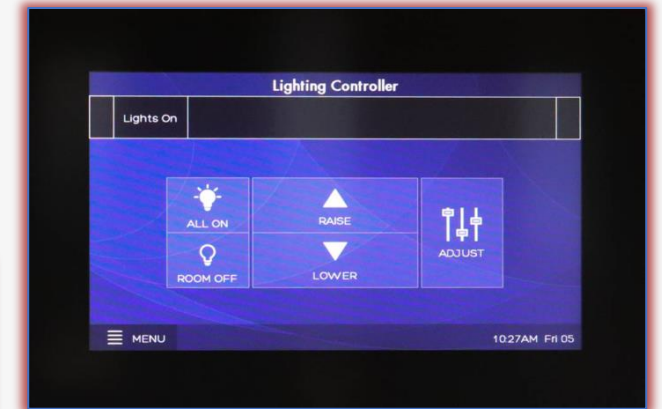 Lighting Controller
Lights On
ALL ON
RAISE
ROOM OFF
LOWER
ADJUST
MENU
10:27AM Fri 05